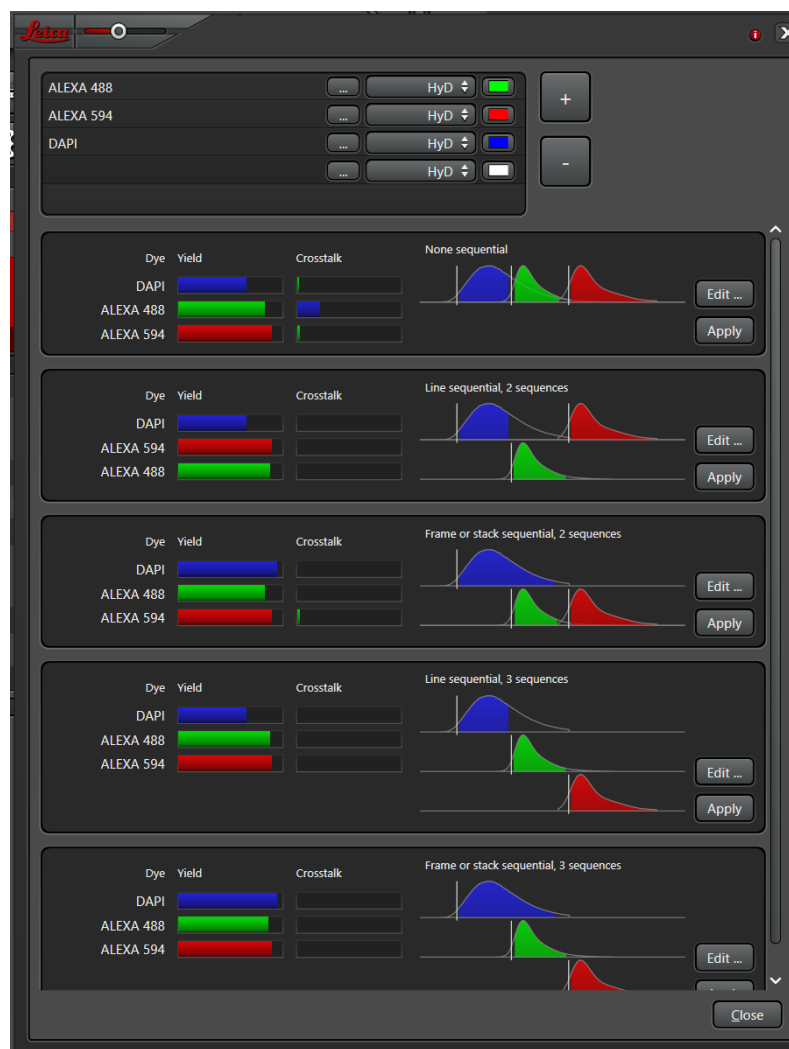 Leica
i X
ALEXA 488 ... HyD
+
ALEXA 594 ... HyD
DAPI ... HyD
-
... HyD
Dye Yield Crosstalk None sequential
DAPI
Edit ...
ALEXA 488
ALEXA 594
Apply
Dye Yield Crosstalk Line sequential, 2 sequences
DAPI
Edit ...
ALEXA 594
ALEXA 488
Apply
Dye Yield Crosstalk Frame or stack sequential, 2 sequences
DAPI
Edit ...
ALEXA 488
ALEXA 594
Apply
Dye Yield Crosstalk Line sequential, 3 sequences
DAPI
ALEXA 488
ALEXA 594
Edit ...
Apply
Dye Yield Crosstalk Frame or stack sequential, 3 sequences
DAPI
ALEXA 488
ALEXA 594
Edit ...
Close